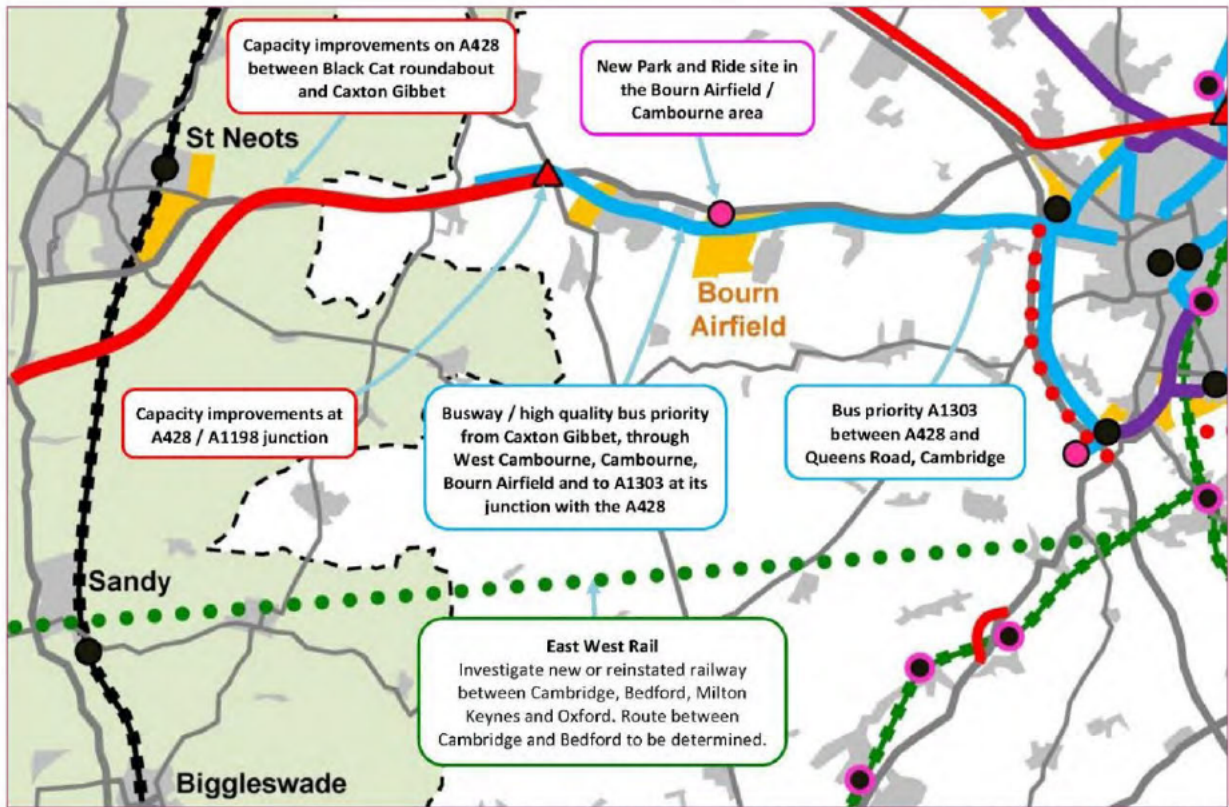 Capacity improvements on A428
between Black Cat roundabout
and Caxton Gibbet
New Park and Ride site in
the Bourn Airfield /
Cambourne area
St Neots
Bourn
Airfield
Capacity improvements at
A428 / A1198 junction
Busway / high quality bus priority
from Caxton Gibbet, through
West Cambourne, Cambourne,
Bourn Airfield and to A1303 at its
junction with the A428
Bus priority A1303
between A428 and
Queens Road, Cambridge
Sandy
East West Rail
Investigate new or reinstated railway
between Cambridge, Bedford, Milton
Keynes and Oxford. Route between
Cambridge and Bedford to be determined.
Biggleswade